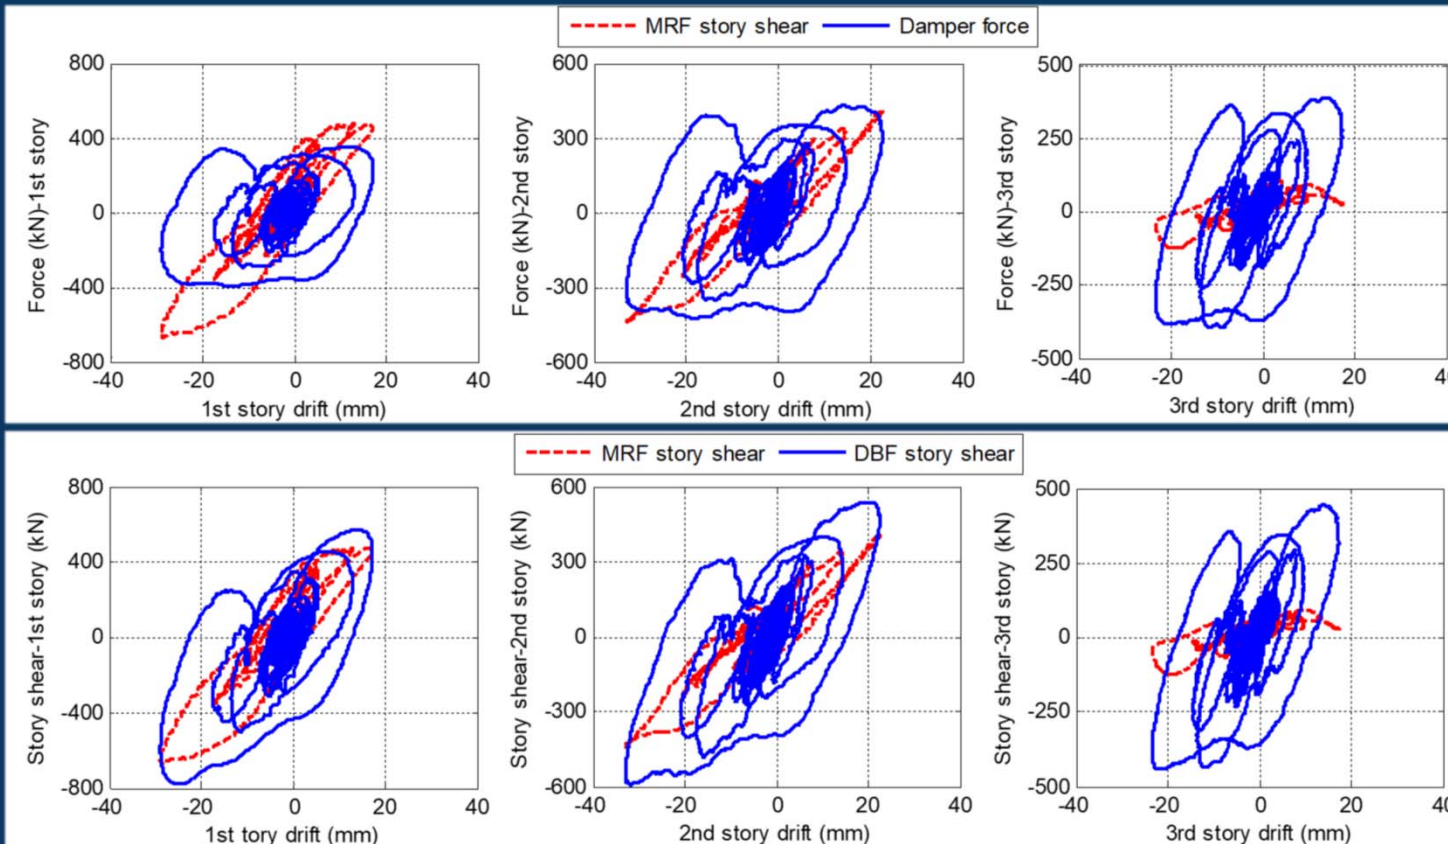 MRF story shear Damper force
800
400
0
-400
-800
-40 -20 0 20 40
Force (kN)-1st story
1st story drift (mm)
600
300
0
-300
-600
-40 -20 0 20 40
Force (kN)-2nd story
2nd story drift (mm)
500
250
0
-250
-500
-40 -20 0 20 40
Force (kN)-3rd story
3rd story drift (mm)
MRF story shear DBF story shear
800
400
0
-400
-800
-40 -20 0 20 40
Story shear-1st story (kN)
1st tory drift (mm)
600
300
0
-300
-600
-40 -20 0 20 40
Story shear-2nd story (kN)
2nd story drift (mm)
500
250
0
-250
-500
-40 -20 0 20 40
Story shear-3rd story (kN)
3rd story drift (mm)